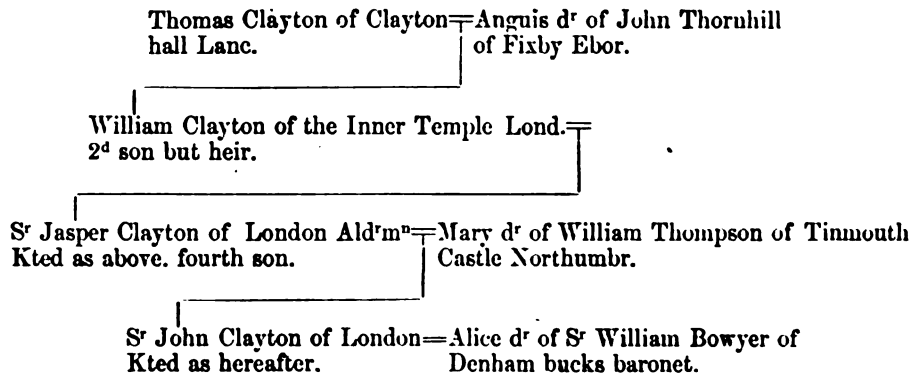 Thomas Clayton of Clayton=Anguis dʳ of John Thornhill
hall Lanc. of Fixby Ebor.
William Clayton of the Inner Temple Lond.=
2ᵈ son but heir.
Sʳ Jasper Clayton of London Aldʳmⁿ=Mary dʳ of William Thompson of Tinmouth
Kted as above. fourth son. Castle Northumbr.
Sʳ John Clayton of London=Alice dʳ of Sʳ William Bowyer of
Kted as hereafter. Denham bucks baronet.